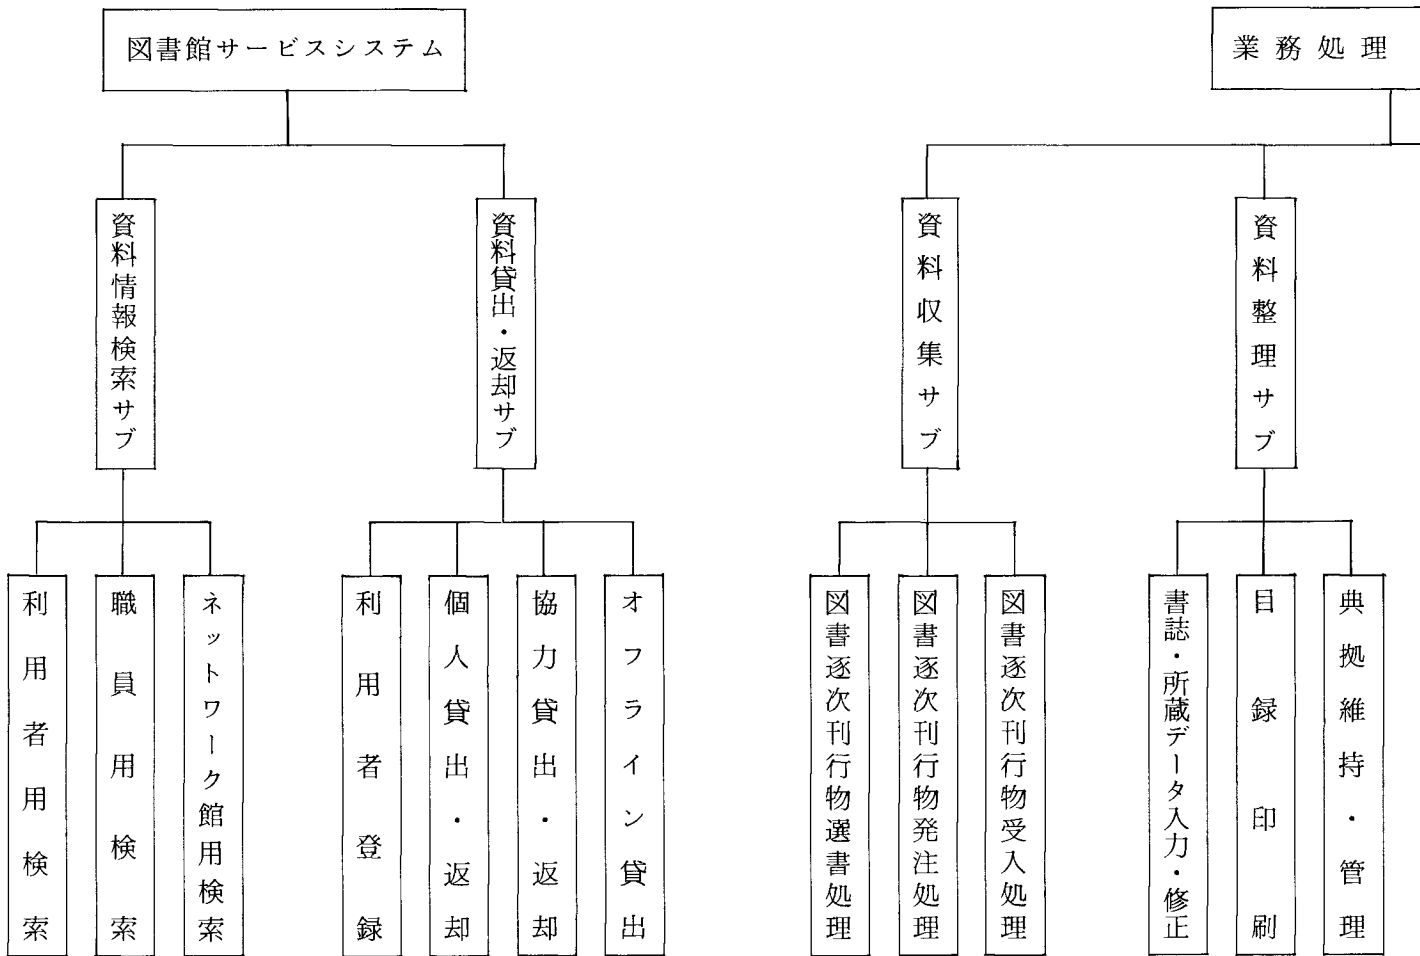 図書館サービスシステム
業務処理
資料情報検索サブ
資料貸出・返却サブ
資料収集サブ
資料整理サブ
利用者用検索
職員用検索
ネットワーク館用検索
利用者登録
個人貸出・返却
協力貸出・返却
オフライン貸出
図書逐次刊行物選書処理
図書逐次刊行物発注処理
図書逐次刊行物受入処理
書誌・所蔵データ入力・修正
目録印刷
典拠維持・管理